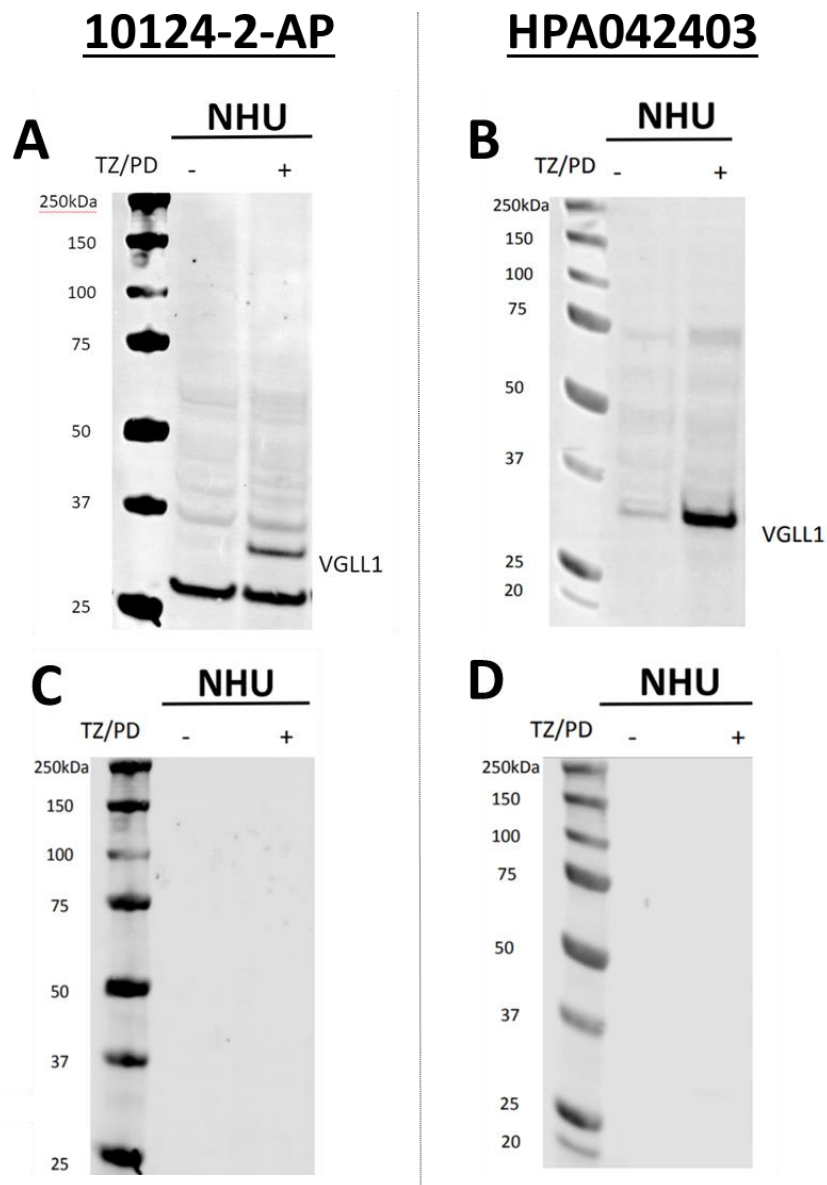 10124-2-AP
HPA042403
A
NHU
TZ/PD - +
250kDa
150
100
75
50
37
25
VGLL1
B
NHU
TZ/PD - +
250kDa
150
100
75
50
37
25
20
VGLL1
C
NHU
TZ/PD - +
250kDa
150
100
75
50
37
25
D
NHU
TZ/PD - +
250kDa
150
100
75
50
37
25
20